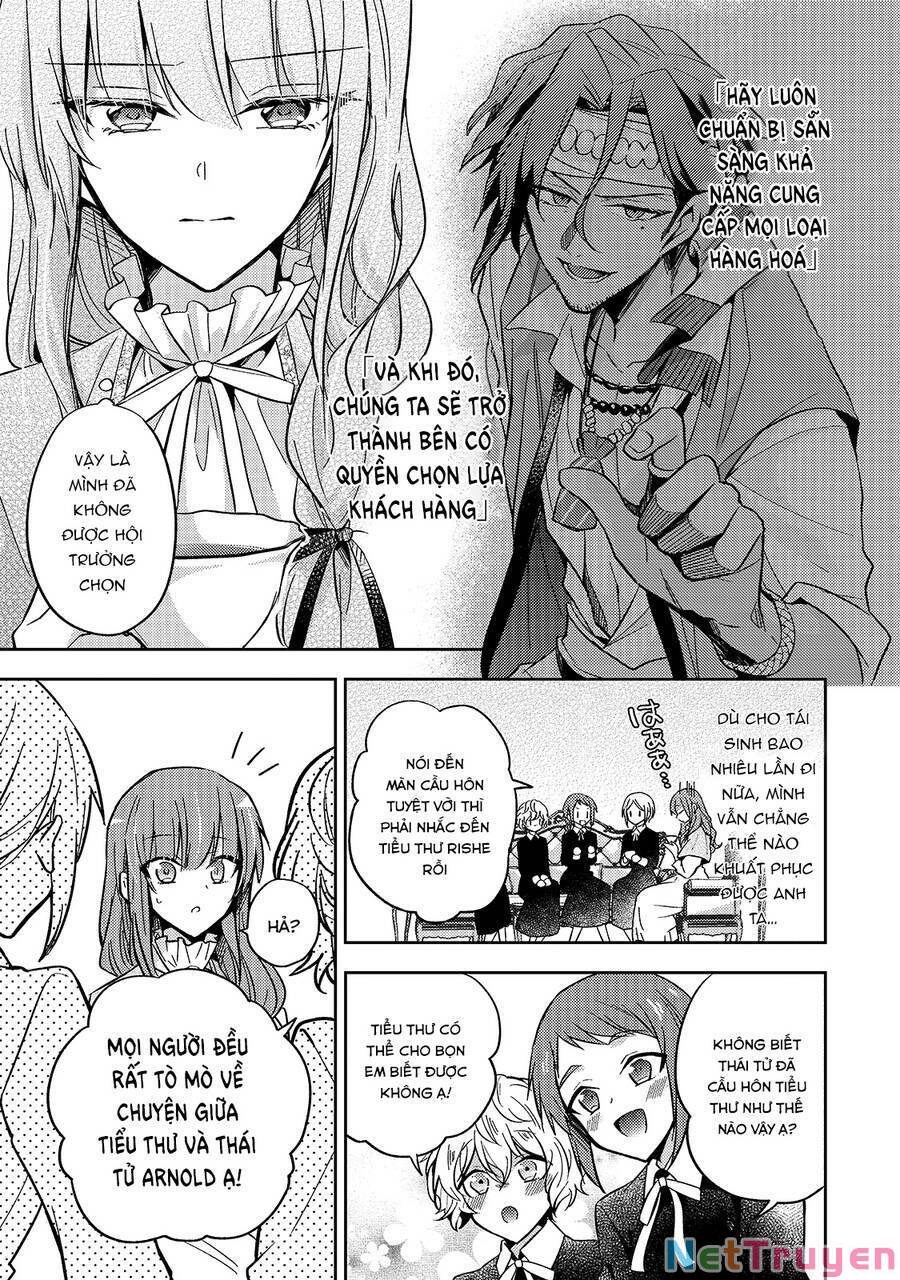 「HÃY LUÔN
CHUẨN BỊ SẴN
SÀNG KHẢ
NĂNG CUNG
CẤP MỌI LOẠI
HÀNG HOÁ」
「VÀ KHI ĐÓ,
CHÚNG TA SẼ TRỞ
THÀNH BÊN CÓ
QUYỀN CHỌN LỰA
KHÁCH HÀNG」
VẬY LÀ
MÌNH ĐÃ
KHÔNG
ĐƯỢC HỘI
TRƯỞNG
CHỌN
DÙ CHO TÁI
SINH BAO
NHIÊU LẦN ĐI
NỮA, MÌNH
VẪN CHẲNG
THỂ NÀO
KHUẤT PHỤC
ĐƯỢC ANH
TA...
はぁぁ...
NÓI ĐẾN
MÀN CẦU HÔN
TUYỆT VỜI THÌ
PHẢI NHẮC ĐẾN
TIỂU THƯ RISHE
RỒI
HẢ?
MỌI NGƯỜI ĐỀU
RẤT TÒ MÒ VỀ
CHUYỆN GIỮA
TIỂU THƯ VÀ THÁI
TỬ ARNOLD Ạ!
KHÔNG BIẾT
THÁI TỬ ĐÃ
CẦU HÔN TIỂU
THƯ NHƯ THẾ
NÀO VẬY Ạ?
TIỂU THƯ CÓ
THỂ CHO BỌN
EM BIẾT ĐƯỢC
KHÔNG Ạ!
NetTruyen